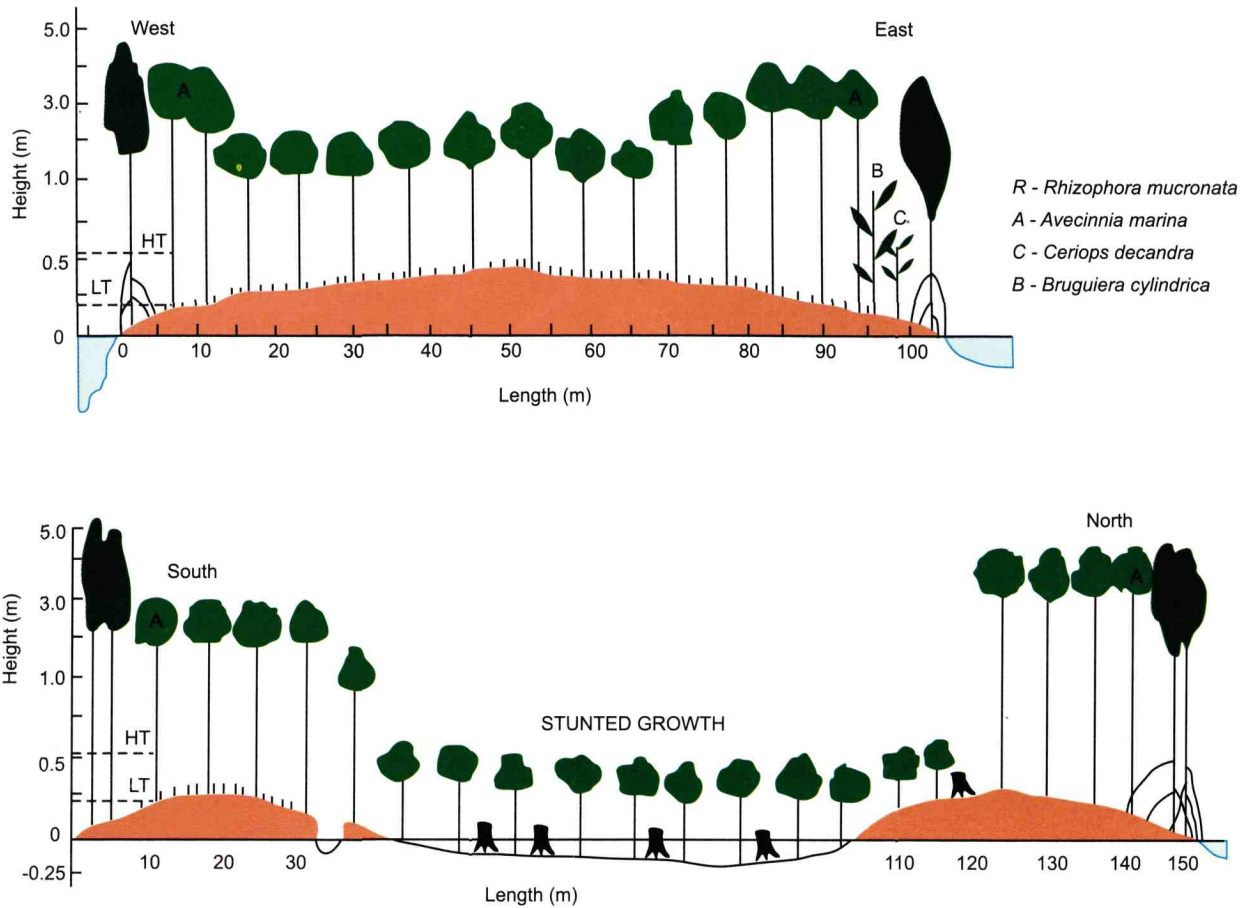 West
East
5.0
3.0
1.0
0.5
0
Height (m)
HT
LT
A
A
B
C
0 10 20 30 40 50 60 70 80 90 100
Length (m)
R - Rhizophora mucronata
A - Avecinnia marina
C - Ceriops decandra
B - Bruguiera cylindrica
South
North
5.0
3.0
1.0
0.5
0
-0.25
Height (m)
HT
LT
A
A
STUNTED GROWTH
10 20 30 110 120 130 140 150
Length (m)